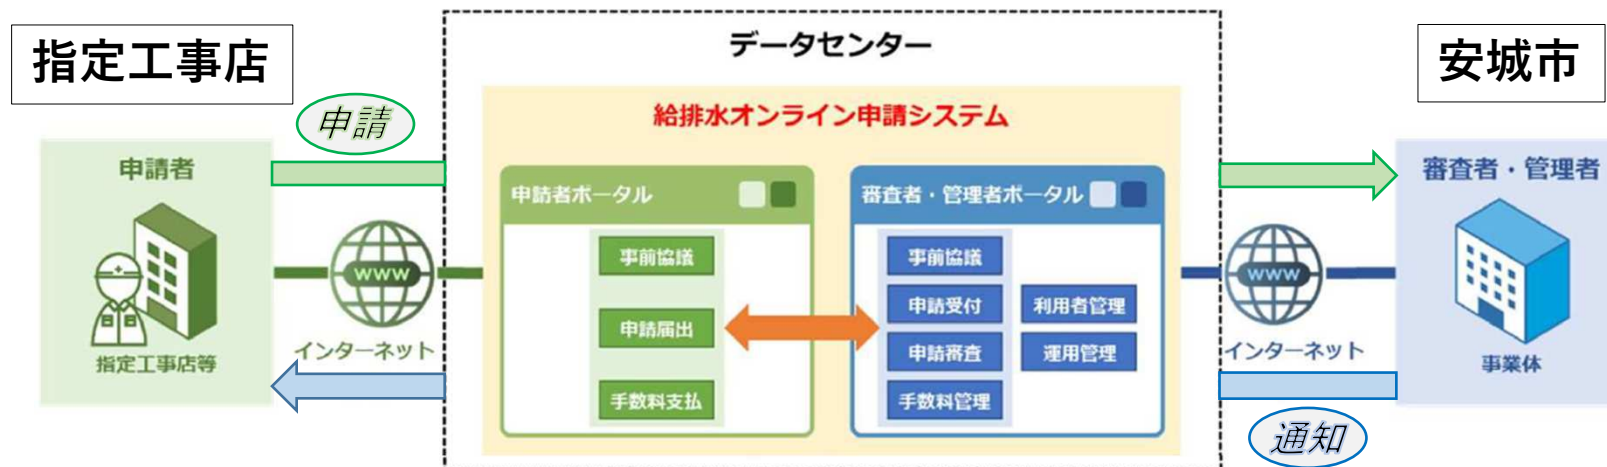 指定工事店
申請
申請者
指定工事店等
www
インターネット
データセンター
給排水オンライン申請システム
申請者ポータル
事前協議
申請届出
手数料支払
審査者・管理者ポータル
事前協議
申請受付
申請審査
手数料管理
利用者管理
運用管理
www
インターネット
通知
安城市
審査者・管理者
事業体